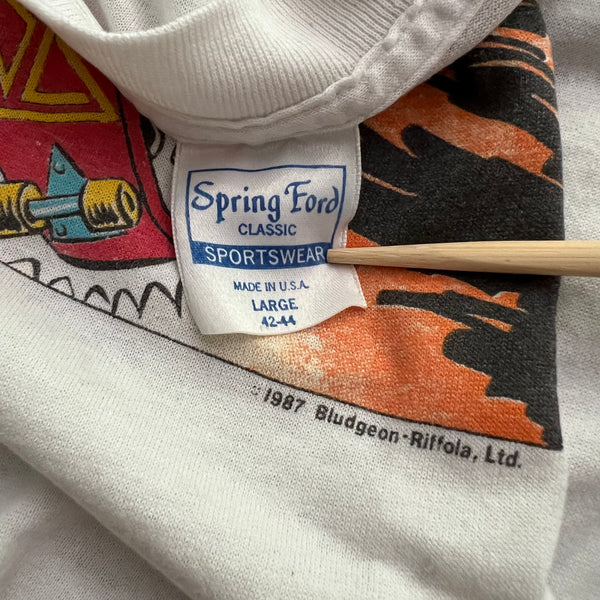 Spring Ford
CLASSIC
SPORTSWEAR
MADE IN U.S.A.
LARGE
42-44
©1987 Bludgeon-Riffola, Ltd.